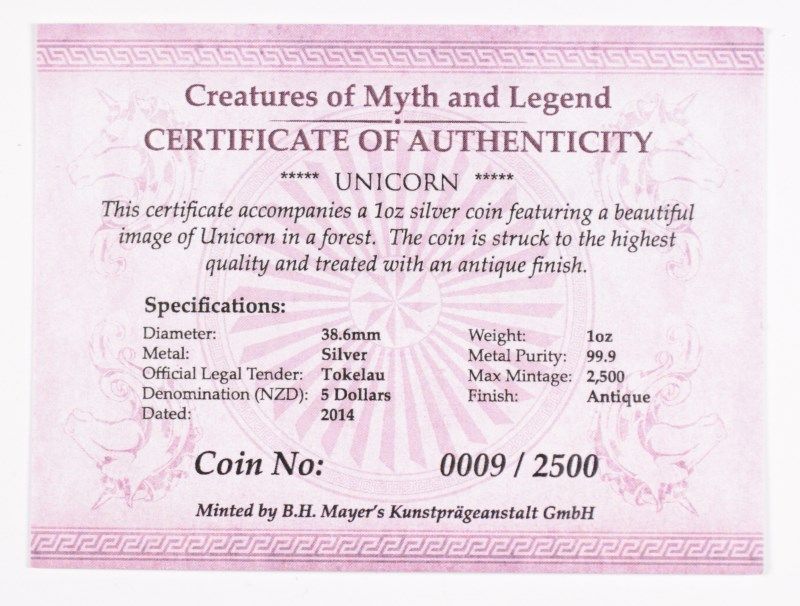 Creatures of Myth and Legend
CERTIFICATE OF AUTHENTICITY
***** UNICORN *****
This certificate accompanies a 1oz silver coin featuring a beautiful
image of Unicorn in a forest. The coin is struck to the highest
quality and treated with an antique finish.
Specifications:
Diameter: 38.6mm Weight: 1oz
Metal: Silver Metal Purity: 99.9
Official Legal Tender: Tokelau Max Mintage: 2,500
Denomination (NZD): 5 Dollars Finish: Antique
Dated: 2014
Coin No: 0009 / 2500
Minted by B.H. Mayer's Kunstprägeanstalt GmbH